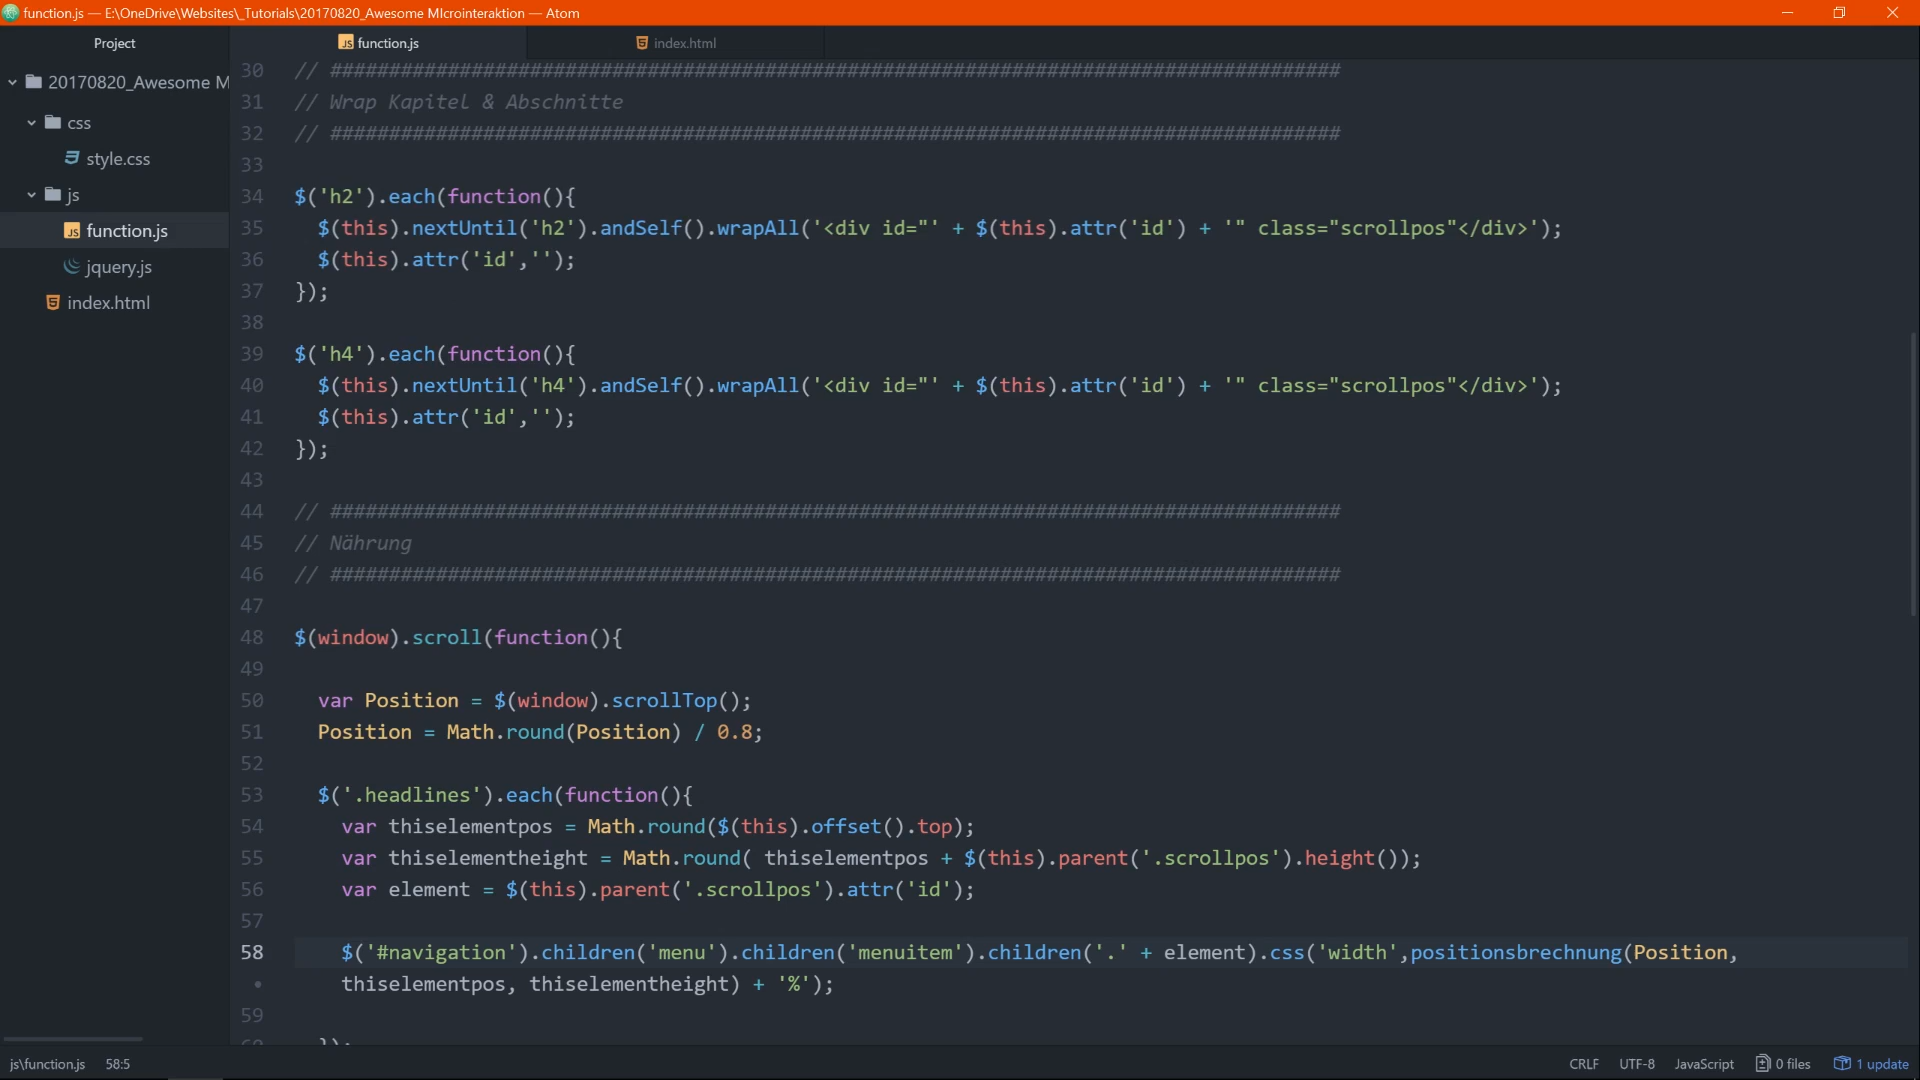 function.js — E:\OneDrive\Websites\_Tutorials\20170820_Awesome MIcrointeraktion — Atom
Project
function.js
index.html
20170820_Awesome M
css
style.css
js
function.js
jquery.js
index.html
30 // ######################################################################################
31 // Wrap Kapitel & Abschnitte
32 // ######################################################################################
33
34 $('h2').each(function(){
35 $(this).nextUntil('h2').andSelf().wrapAll('<div id="' + $(this).attr('id') + '" class="scrollpos"</div>');
36 $(this).attr('id','');
37 });
38
39 $('h4').each(function(){
40 $(this).nextUntil('h4').andSelf().wrapAll('<div id="' + $(this).attr('id') + '" class="scrollpos"</div>');
41 $(this).attr('id','');
42 });
43
44 // ######################################################################################
45 // Nährung
46 // ######################################################################################
47
48 $(window).scroll(function(){
49
50 var Position = $(window).scrollTop();
51 Position = Math.round(Position) / 0.8;
52
53 $('.headlines').each(function(){
54 var thiselementpos = Math.round($(this).offset().top);
55 var thiselementheight = Math.round( thiselementpos + $(this).parent('.scrollpos').height());
56 var element = $(this).parent('.scrollpos').attr('id');
57
58 $('#navigation').children('menu').children('menuitem').children('.' + element).css('width',positionsbrechnung(Position,
• thiselementpos, thiselementheight) + '%');
59
60 });
js\function.js 58:5
CRLF UTF-8 JavaScript 0 files 1 update